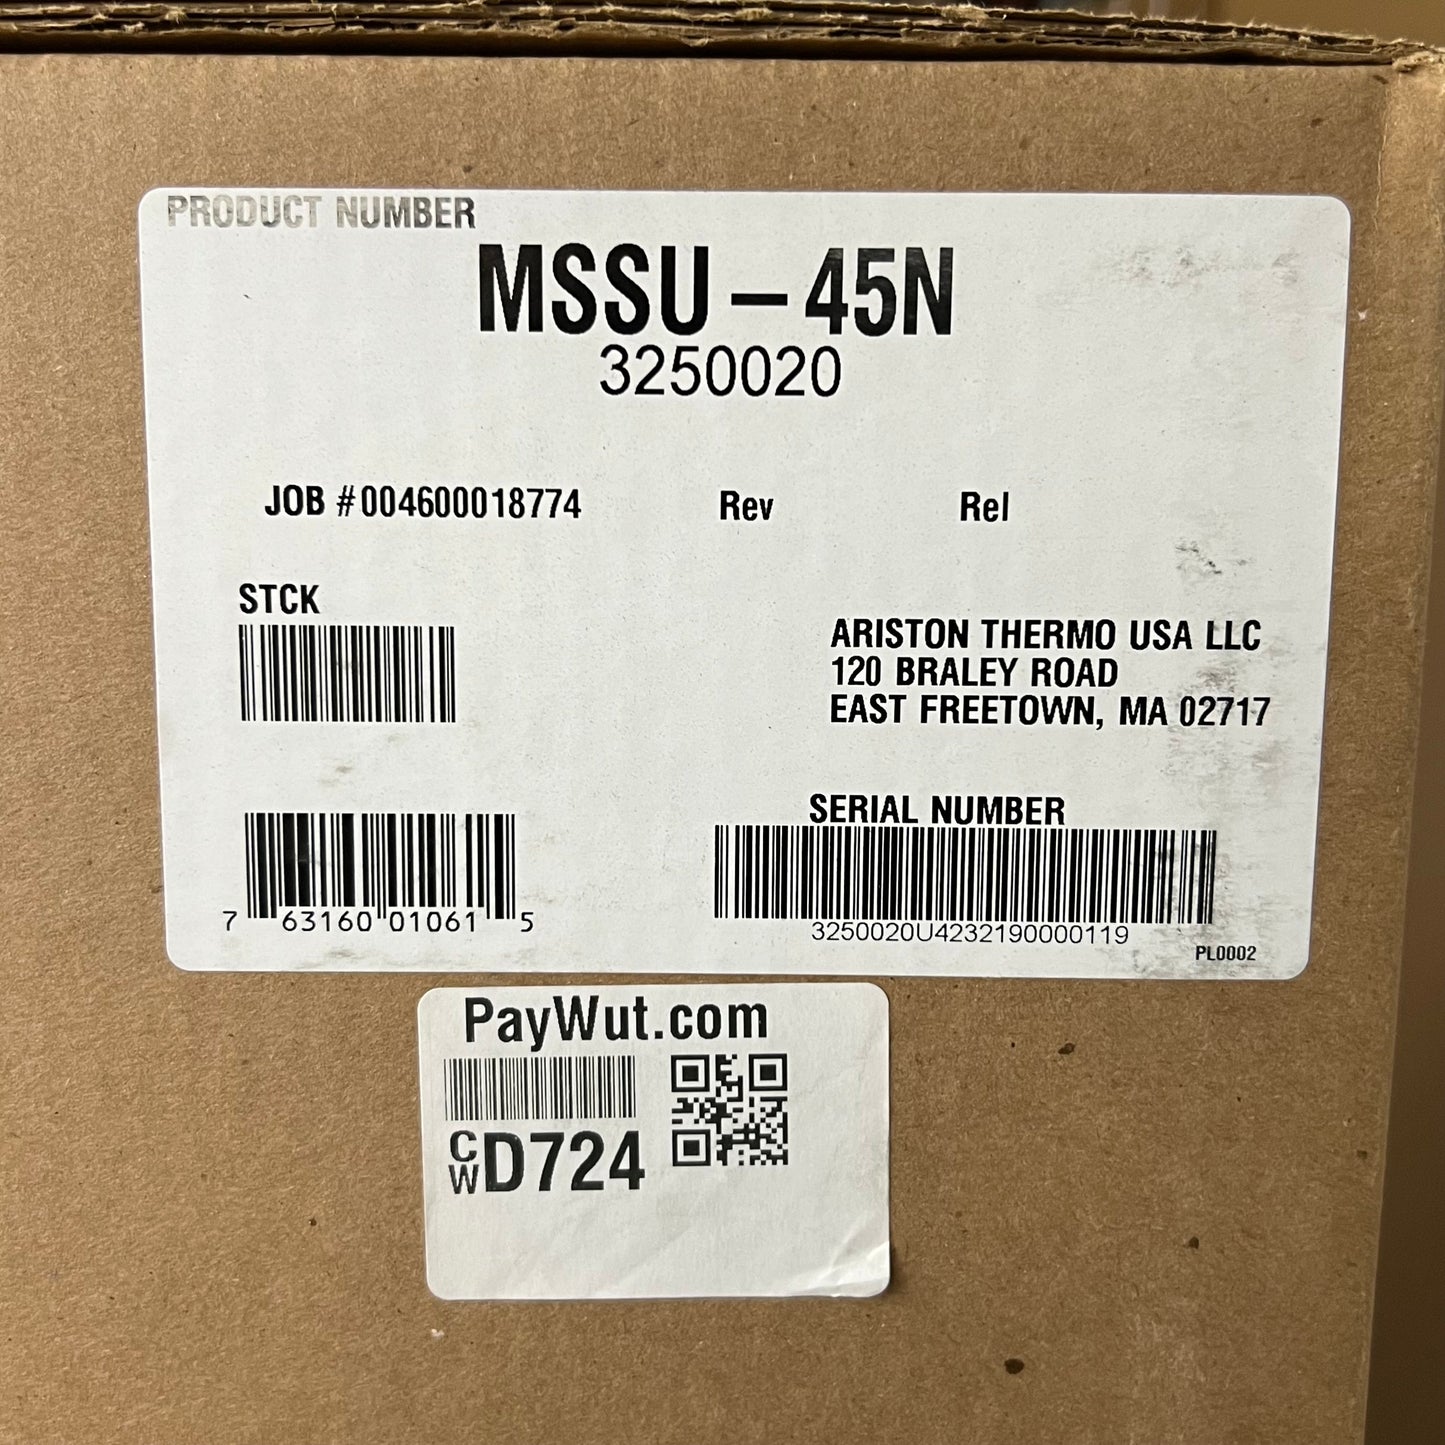 PRODUCT NUMBER
MSSU - 45N
3250020
JOB #004600018774 Rev Rel
STCK
ARISTON THERMO USA LLC
120 BRALEY ROAD
EAST FREETOWN, MA 02717
SERIAL NUMBER
7 63160 01061 5
3250020U4232190000119
PL0002
PayWut.com
CW D724